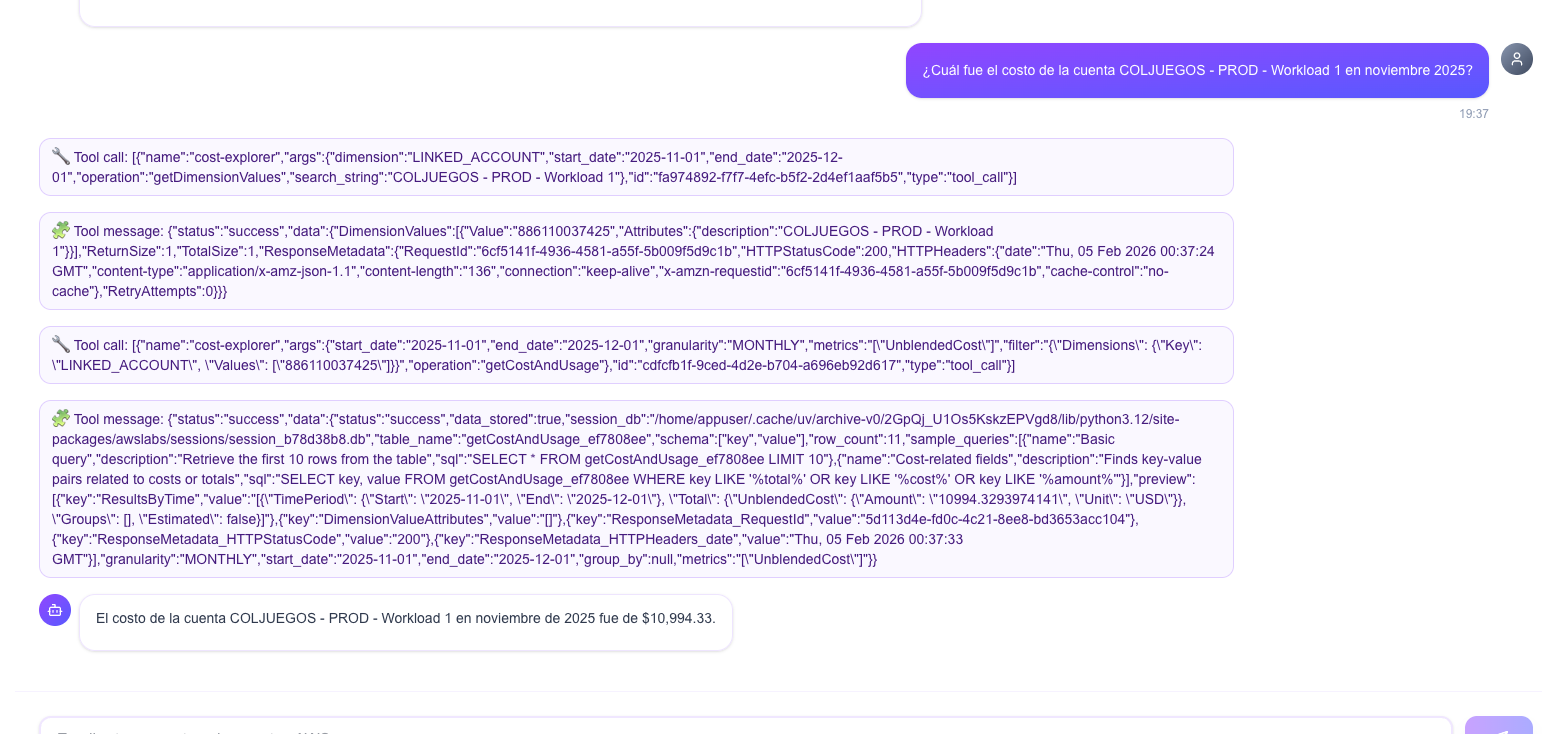 ¿Cuál fue el costo de la cuenta COLJUEGOS - PROD - Workload 1 en noviembre 2025?
19:37
Tool call: [{"name":"cost-explorer","args":{"dimension":"LINKED_ACCOUNT","start_date":"2025-11-01","end_date":"2025-12-
01","operation":"getDimensionValues","search_string":"COLJUEGOS - PROD - Workload 1"},"id":"fa974892-f7f7-4efc-b5f2-2d4ef1aaf5b5","type":"tool_call"}]
Tool message: {"status":"success","data":{"DimensionValues":[{"Value":"886110037425","Attributes":{"description":"COLJUEGOS - PROD - Workload
1"}}],"ReturnSize":1,"TotalSize":1,"ResponseMetadata":{"RequestId":"6cf5141f-4936-4581-a55f-5b009f5d9c1b","HTTPStatusCode":200,"HTTPHeaders":{"date":"Thu, 05 Feb 2026 00:37:24
GMT","content-type":"application/x-amz-json-1.1","content-length":"136","connection":"keep-alive","x-amzn-requestid":"6cf5141f-4936-4581-a55f-5b009f5d9c1b","cache-control":"no-
cache"},"RetryAttempts":0}}}
Tool call: [{"name":"cost-explorer","args":{"start_date":"2025-11-01","end_date":"2025-12-01","granularity":"MONTHLY","metrics":"[\"UnblendedCost\"]","filter":"{\"Dimensions\": {\"Key\":
\"LINKED_ACCOUNT\", \"Values\": [\"886110037425\"]}}","operation":"getCostAndUsage"},"id":"cdfcfb1f-9ced-4d2e-b704-a696eb92d617","type":"tool_call"}]
Tool message: {"status":"success","data":{"status":"success","data_stored":true,"session_db":"/home/appuser/.cache/uv/archive-v0/2GpQj_U1Os5KskzEPVgd8/lib/python3.12/site-
packages/awslabs/sessions/session_b78d38b8.db","table_name":"getCostAndUsage_ef7808ee","schema":["key","value"],"row_count":11,"sample_queries":[{"name":"Basic
query","description":"Retrieve the first 10 rows from the table","sql":"SELECT * FROM getCostAndUsage_ef7808ee LIMIT 10"},{"name":"Cost-related fields","description":"Finds key-value
pairs related to costs or totals","sql":"SELECT key, value FROM getCostAndUsage_ef7808ee WHERE key LIKE '%total%' OR key LIKE '%cost%' OR key LIKE '%amount%'"}],"preview":
[{"key":"ResultsByTime","value":"[{\"TimePeriod\": {\"Start\": \"2025-11-01\", \"End\": \"2025-12-01\"}, \"Total\": {\"UnblendedCost\": {\"Amount\": \"10994.3293974141\", \"Unit\": \"USD\"}},
\"Groups\": [], \"Estimated\": false}]"},{"key":"DimensionValueAttributes","value":"[]"},{"key":"ResponseMetadata_RequestId","value":"5d113d4e-fd0c-4c21-8ee8-bd3653acc104"},
{"key":"ResponseMetadata_HTTPStatusCode","value":"200"},{"key":"ResponseMetadata_HTTPHeaders_date","value":"Thu, 05 Feb 2026 00:37:33
GMT"}],"granularity":"MONTHLY","start_date":"2025-11-01","end_date":"2025-12-01","group_by":null,"metrics":"[\"UnblendedCost\"]"}}
El costo de la cuenta COLJUEGOS - PROD - Workload 1 en noviembre de 2025 fue de $10,994.33.